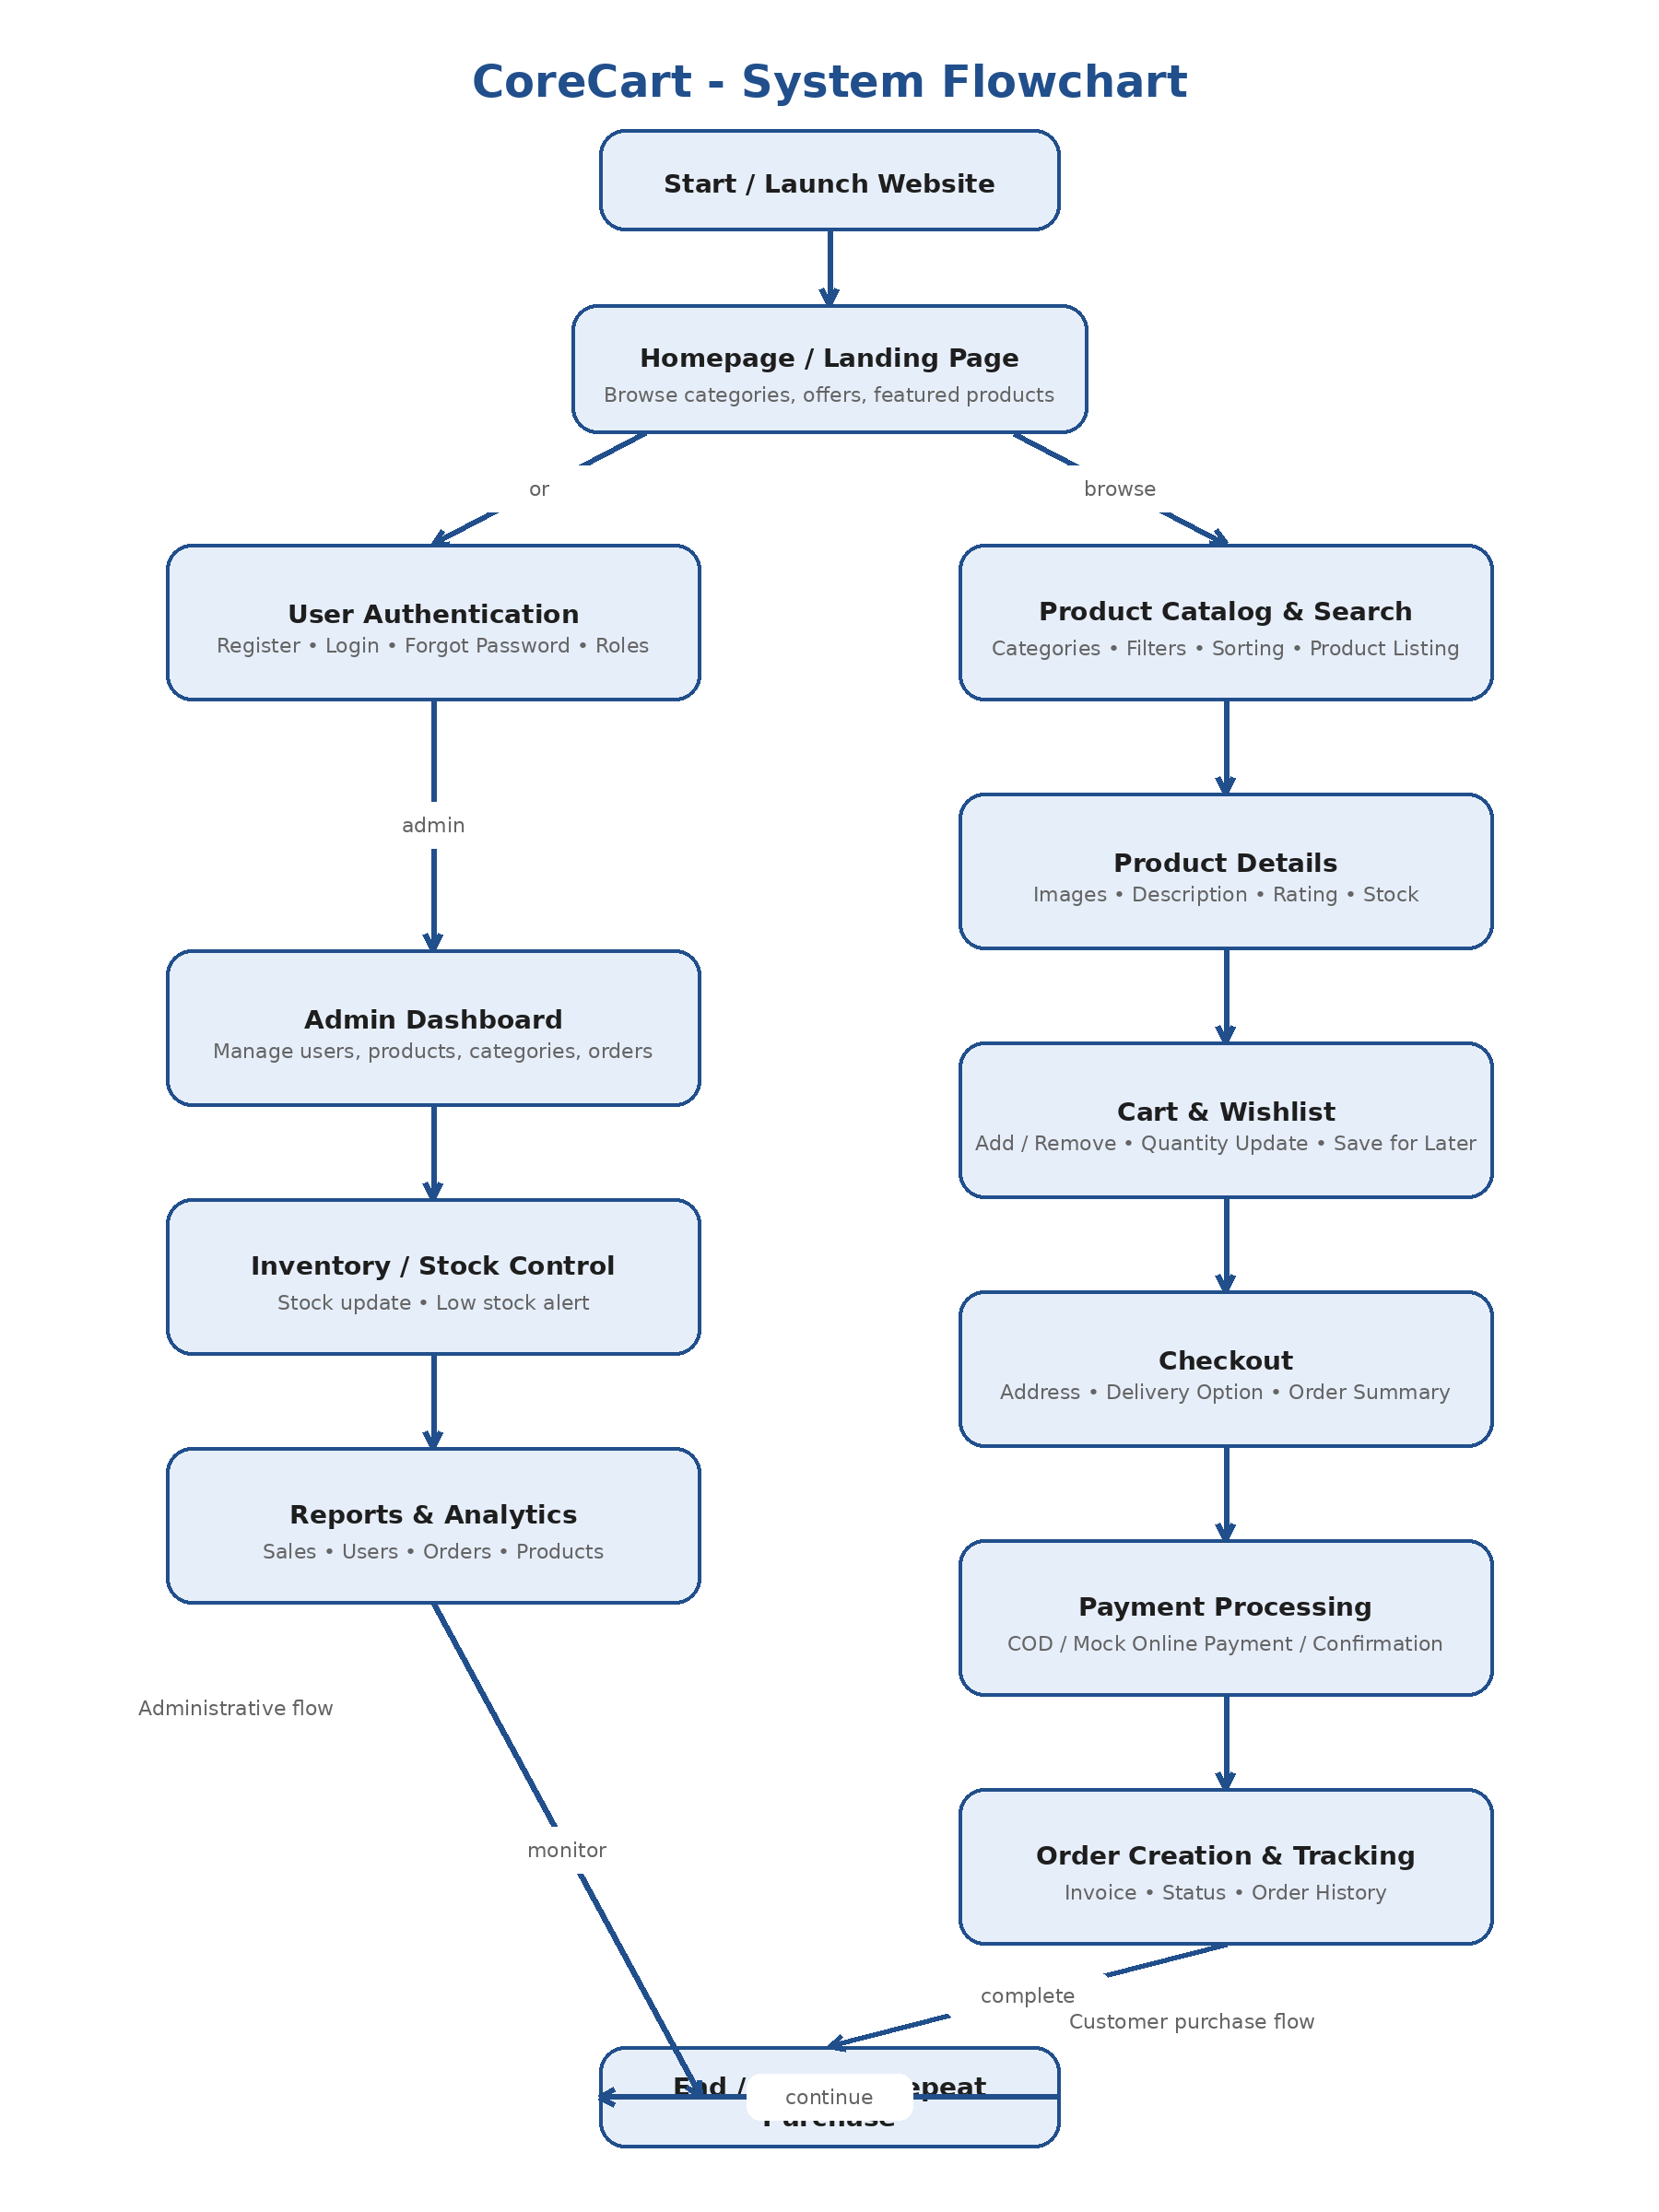 CoreCart - System Flowchart
Start / Launch Website
Homepage / Landing Page
Browse categories, offers, featured products
or
browse
User Authentication
Register • Login • Forgot Password • Roles
Product Catalog & Search
Categories • Filters • Sorting • Product Listing
admin
Product Details
Images • Description • Rating • Stock
Admin Dashboard
Manage users, products, categories, orders
Cart & Wishlist
Add / Remove • Quantity Update • Save for Later
Inventory / Stock Control
Stock update • Low stock alert
Checkout
Address • Delivery Option • Order Summary
Reports & Analytics
Sales • Users • Orders • Products
Payment Processing
COD / Mock Online Payment / Confirmation
Administrative flow
monitor
Order Creation & Tracking
Invoice • Status • Order History
complete
Customer purchase flow
End /
continue
Purchase